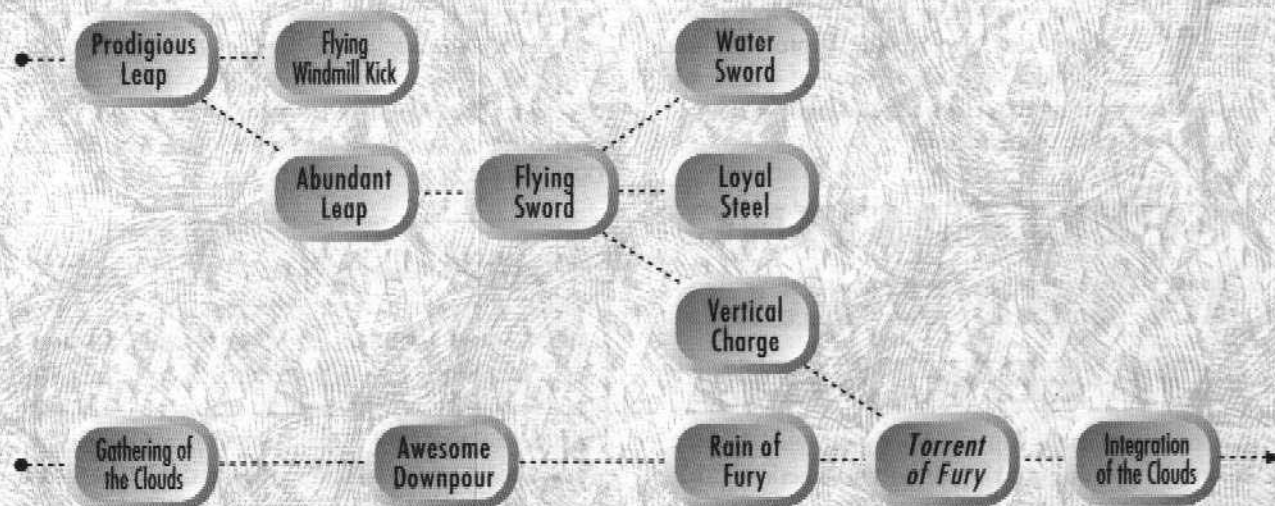 Prodigious
Leap
Flying
Windmill Kick
Water
Sword
Abundant
Leap
Flying
Sword
Loyal
Steel
Vertical
Charge
Gathering of
the Clouds
Awesome
Downpour
Rain of
Fury
Torrent
of Fury
Integration
of the Clouds